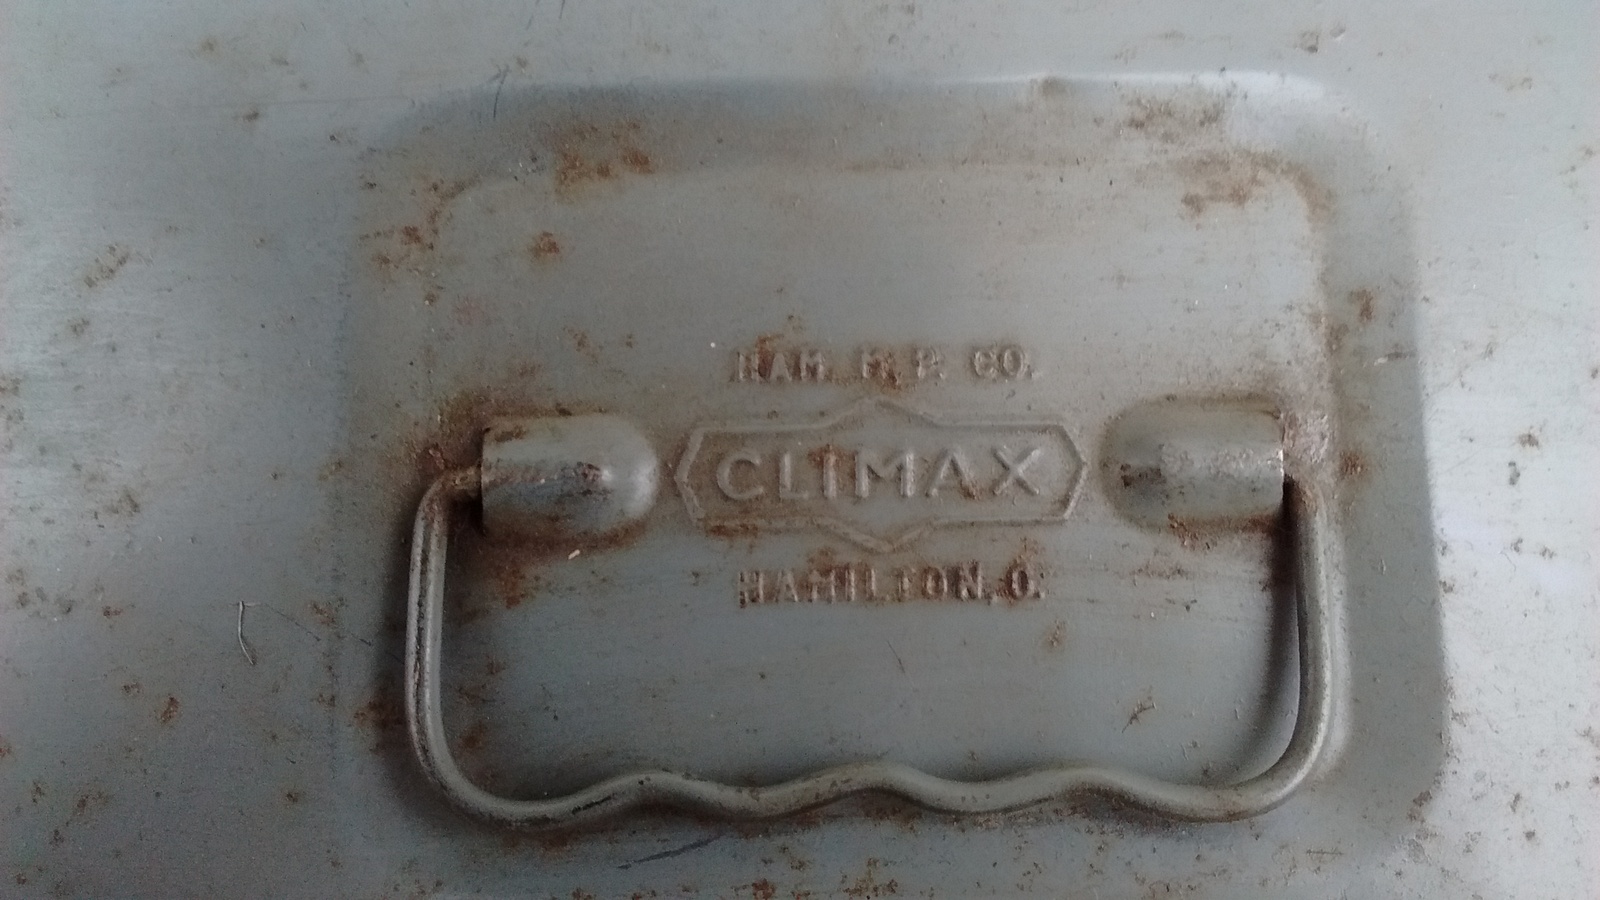 HAM. F. P. CO.
CLIMAX
HAMILTON, O.